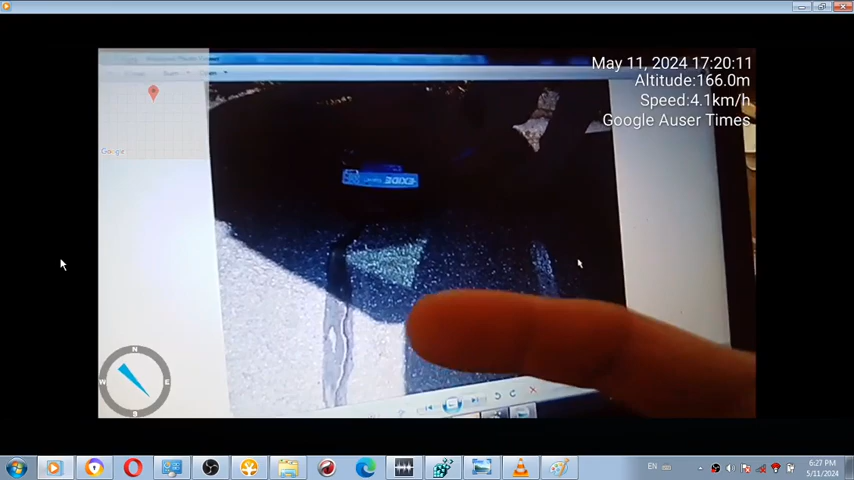 May 11, 2024 17:20:11
Altitude:166.0m
Speed:4.1km/h
Google Auser Times
Google
EXIDE
N
W
E
S
EN
6:27 PM
5/11/2024